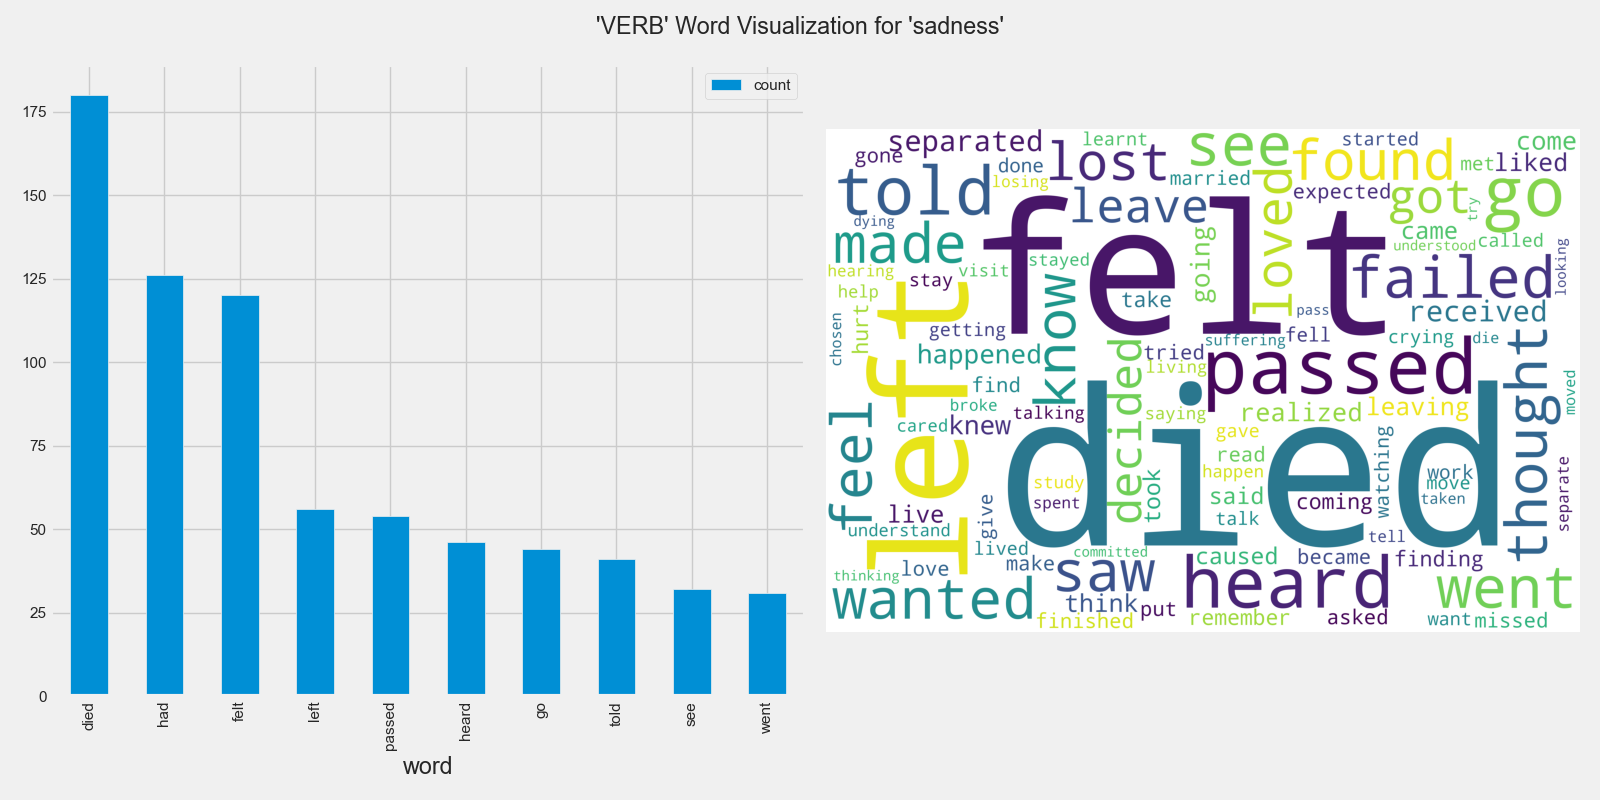 'VERB' Word Visualization for 'sadness'
count
175
150
125
100
75
50
25
0
died
had
felt
left
passed
heard
go
told
see
went
word
separated
learnt
started
come
gone
done
lost
see
found
met
liked
told
losing
married
expected
got
go
try
dying
leave
loved
came
understood
called
made
felt
going
failed
looking
hearing
stay
visit
stayed
know
take
pass
received
help
left
chosen
hurt
getting
suffering
fell
crying
die
happened
tried
living
passed
thought
moved
find
decided
broke
talking
saying
realized
leaving
feel
cared
knew
gave
read
happen
watching
work
move
taken
separate
study
spent
died
took
said
talk
coming
live
give
understand
tell
lived
committed
caused
became
finding
thinking
love
make
saw
heard
went
wanted
think
put
finished
remember
asked
want
missed